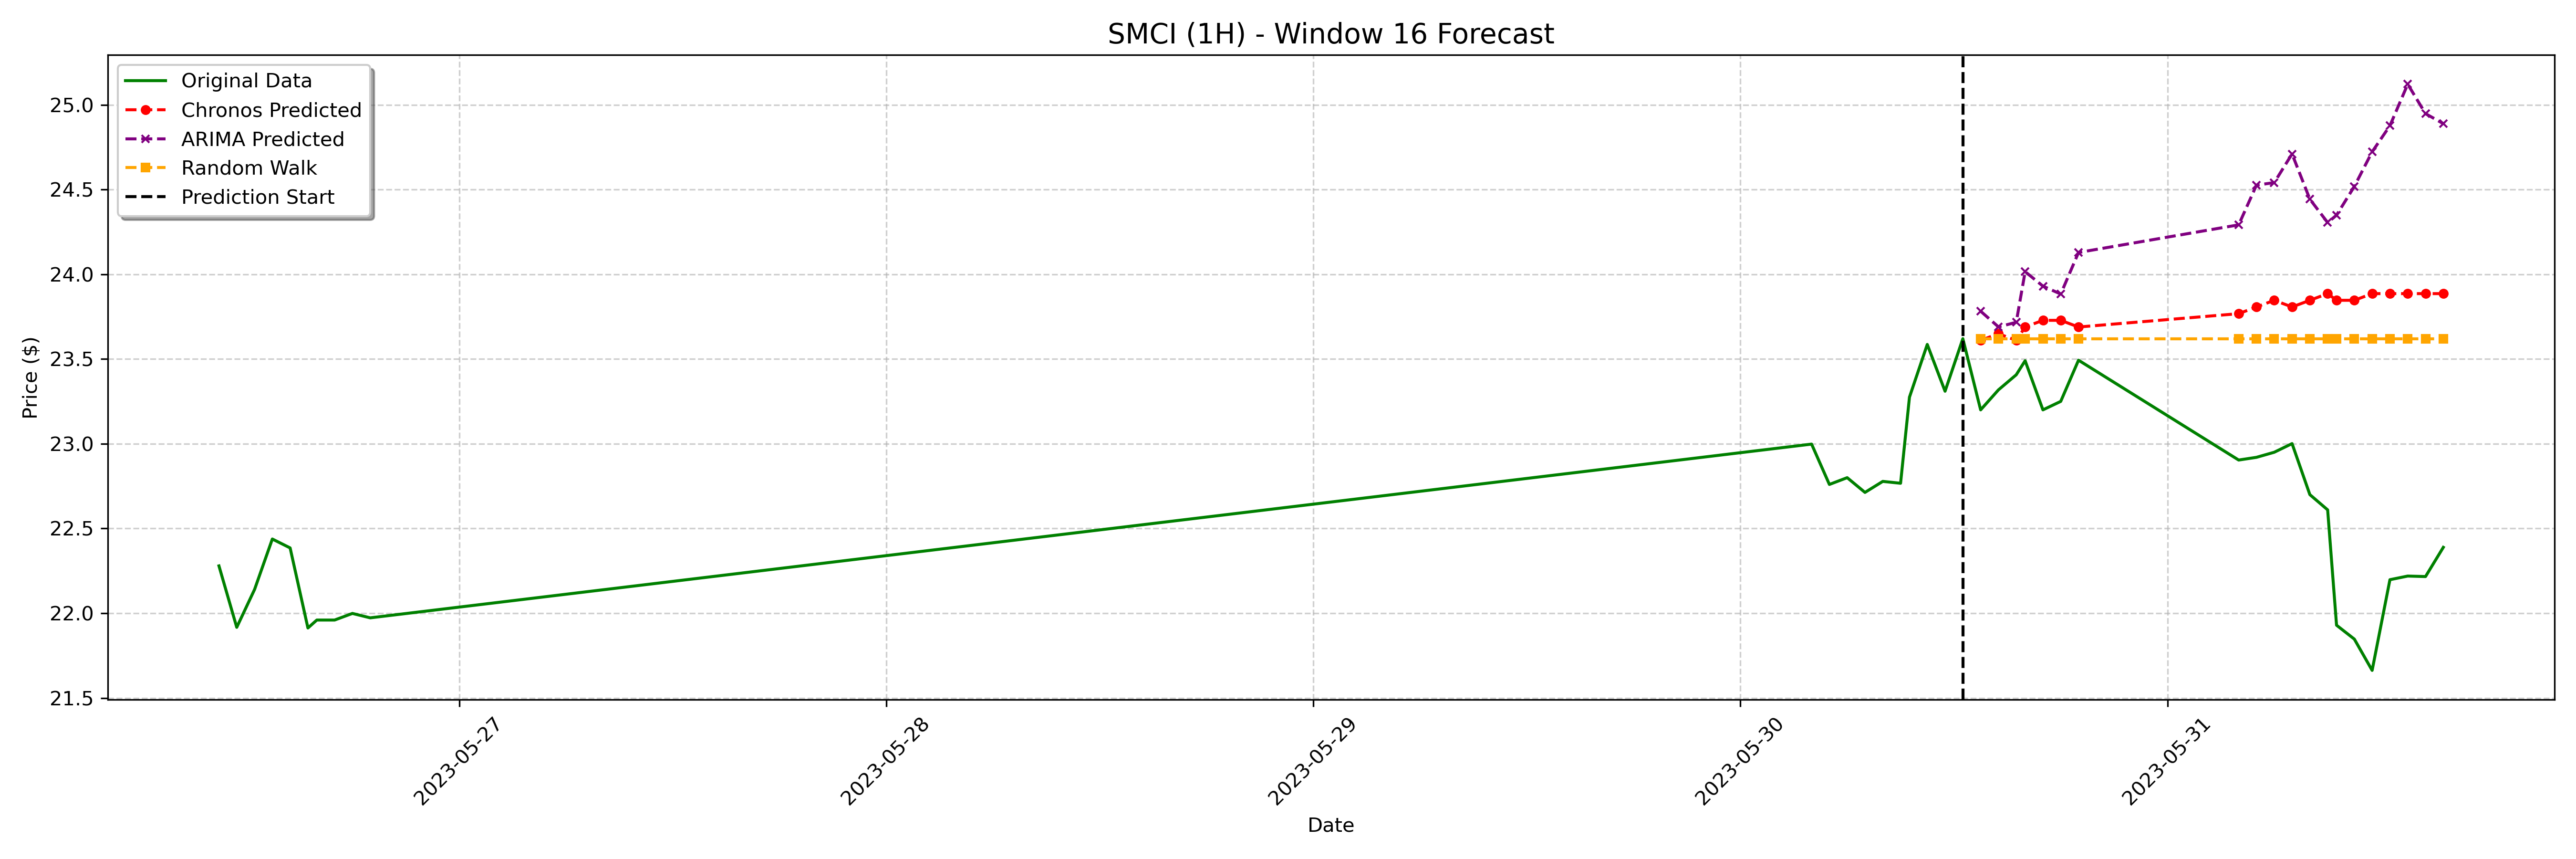 SMCI (1H) - Window 16 Forecast
Original Data
Chronos Predicted
ARIMA Predicted
Random Walk
Prediction Start
Price ($)
25.0
24.5
24.0
23.5
23.0
22.5
22.0
21.5
2023-05-27
2023-05-28
2023-05-29
2023-05-30
2023-05-31
Date